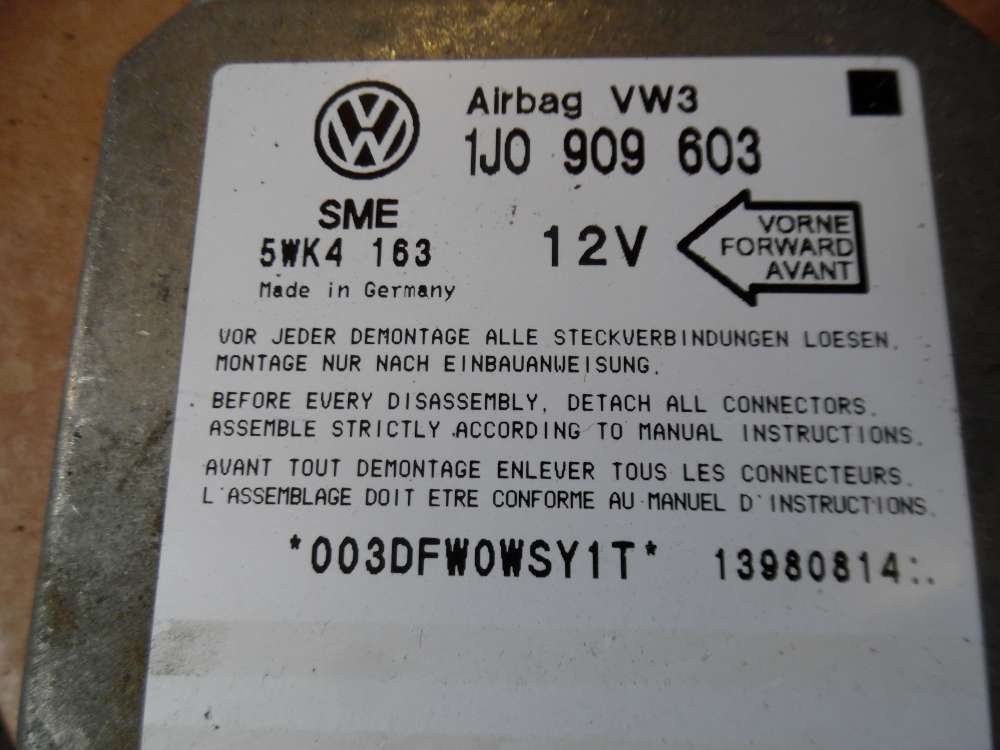 Airbag VW3
1J0 909 603
SME
5WK4 163
Made in Germany
12V
VORNE
FORWARD
AVANT
VOR JEDER DEMONTAGE ALLE STECKVERBINDUNGEN LOESEN.
MONTAGE NUR NACH EINBAUANWEISUNG.
BEFORE EVERY DISASSEMBLY, DETACH ALL CONNECTORS.
ASSEMBLE STRICTLY ACCORDING TO MANUAL INSTRUCTIONS.
AVANT TOUT DEMONTAGE ENLEVER TOUS LES CONNECTEURS.
L'ASSEMBLAGE DOIT ETRE CONFORME AU MANUEL D'INSTRUCTIONS.
*003DFW0WSY1T* 13980814:.